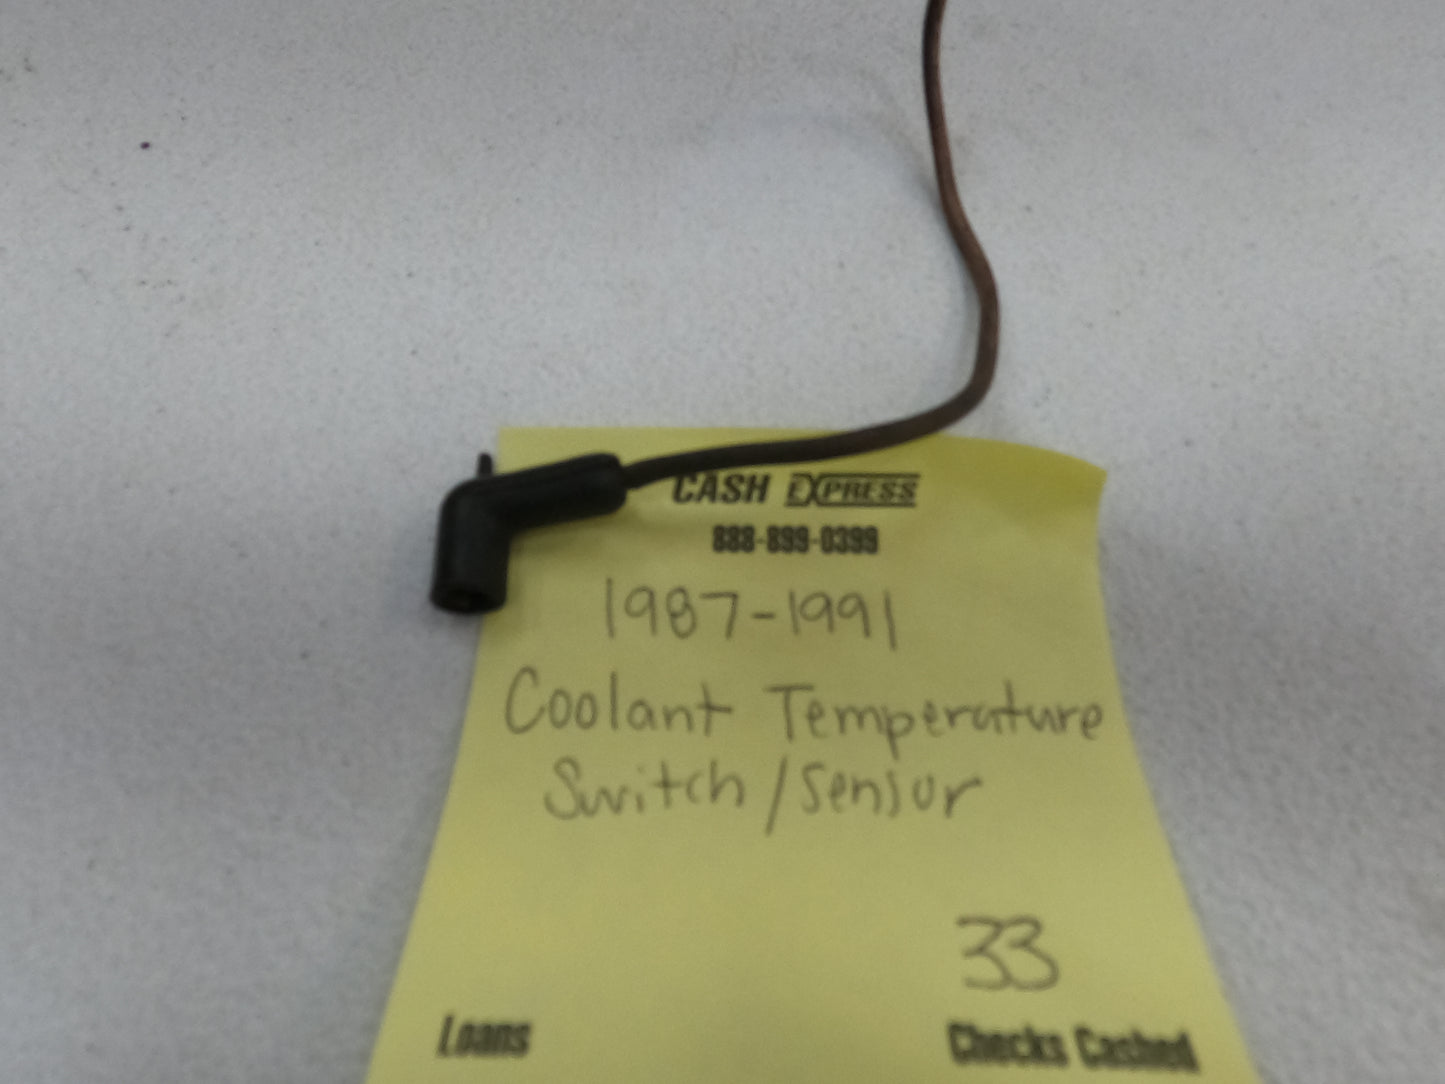 CASH EXPRESS
888-899-0399
1987-1991
Coolant Temperature
Switch/Sensor
33
Loans Checks Cashed